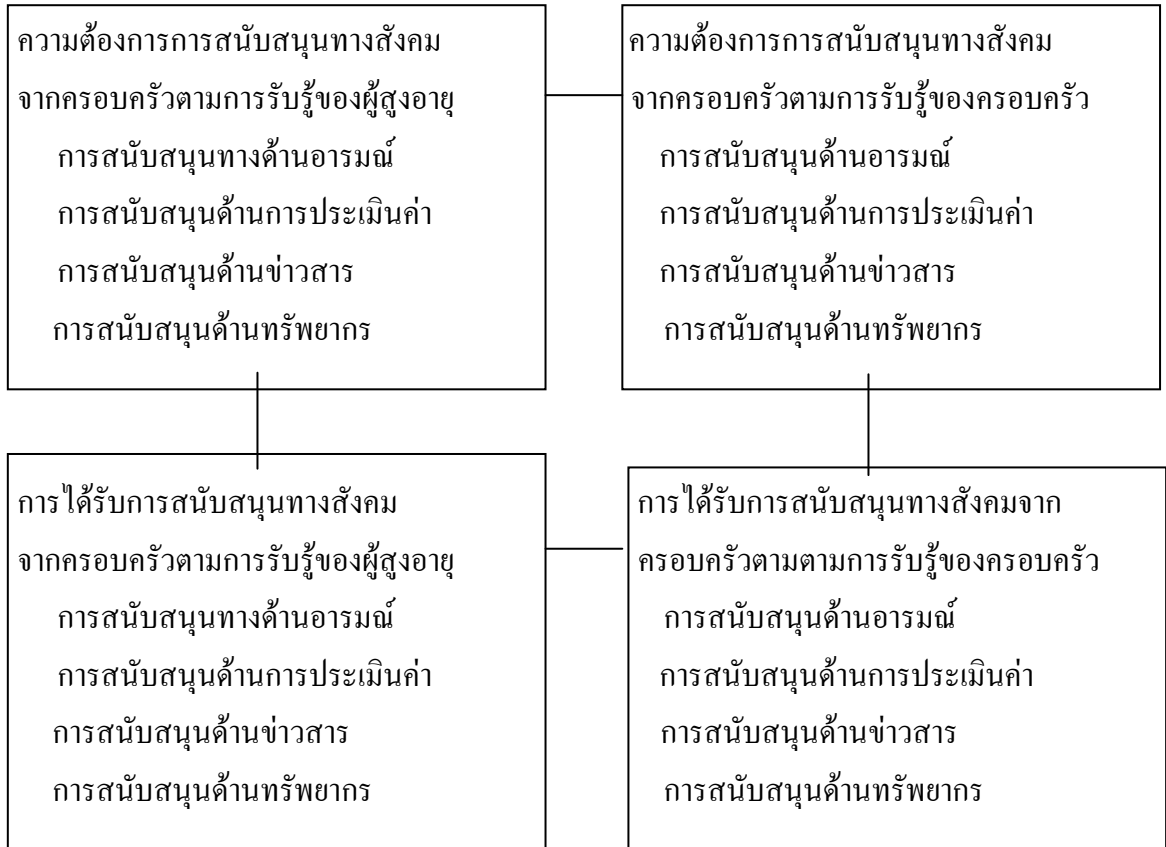 ความต้องการการสนับสนุนทางสังคม
จากครอบครัวตามการรับรู้ของผู้สูงอายุ
การสนับสนุนทางด้านอารมณ์
การสนับสนุนด้านการประเมินค่า
การสนับสนุนด้านข่าวสาร
การสนับสนุนด้านทรัพยากร
ความต้องการการสนับสนุนทางสังคม
จากครอบครัวตามการรับรู้ของครอบครัว
การสนับสนุนด้านอารมณ์
การสนับสนุนด้านการประเมินค่า
การสนับสนุนด้านข่าวสาร
การสนับสนุนด้านทรัพยากร
การได้รับการสนับสนุนทางสังคม
จากครอบครัวตามการรับรู้ของผู้สูงอายุ
การสนับสนุนทางด้านอารมณ์
การสนับสนุนด้านการประเมินค่า
การสนับสนุนด้านข่าวสาร
การสนับสนุนด้านทรัพยากร
การได้รับการสนับสนุนทางสังคมจาก
ครอบครัวตามตามการรับรู้ของครอบครัว
การสนับสนุนด้านอารมณ์
การสนับสนุนด้านการประเมินค่า
การสนับสนุนด้านข่าวสาร
การสนับสนุนด้านทรัพยากร